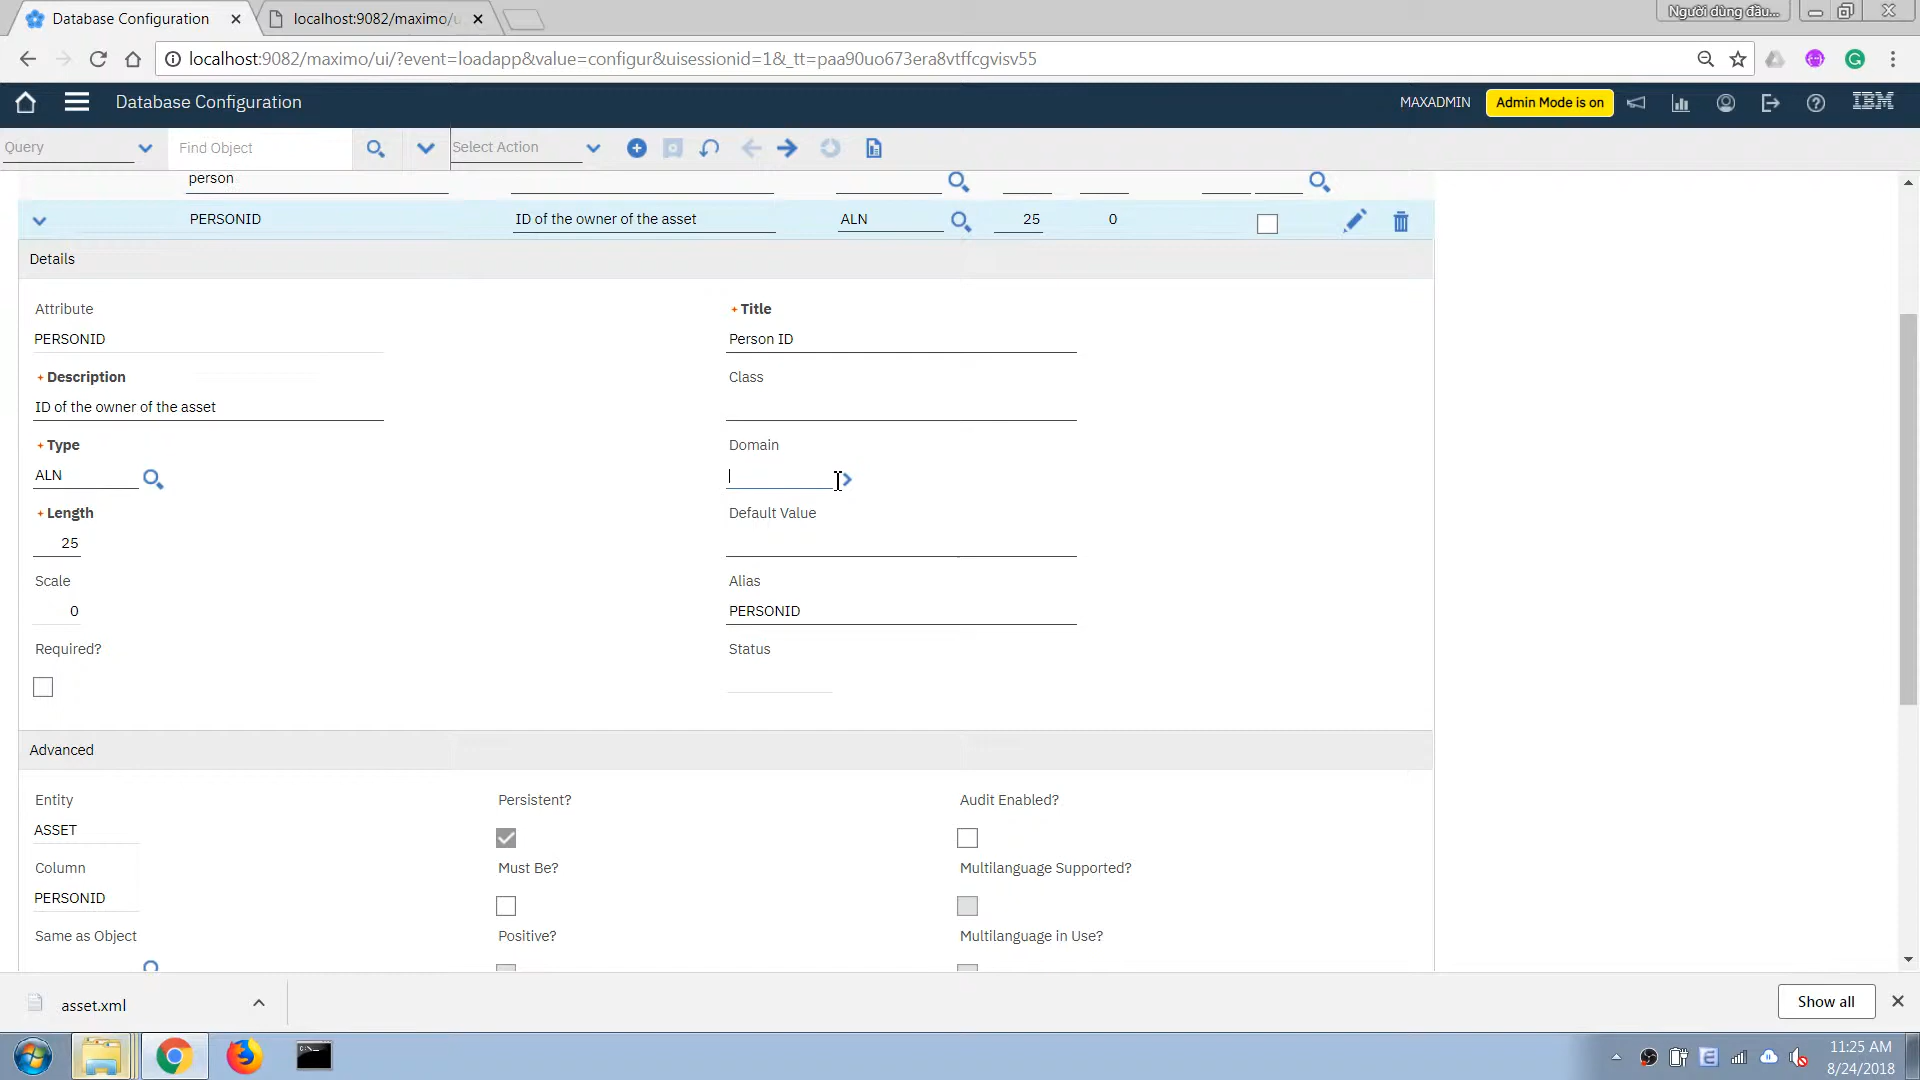 Database Configuration
localhost:9082/maximo/u
Người dùng đầu...
localhost:9082/maximo/ui/?event=loadapp&value=configur&uisessionid=1&_tt=paa90uo673era8vtffcgvisv55
Database Configuration
MAXADMIN
Admin Mode is on
IBM
Query
Find Object
Select Action
person
PERSONID
ID of the owner of the asset
ALN
25
0
Details
Attribute
PERSONID
Title
Person ID
Description
ID of the owner of the asset
Class
Type
ALN
Domain
Length
25
Default Value
Scale
0
Alias
PERSONID
Required?
Status
Advanced
Entity
ASSET
Persistent?
Audit Enabled?
Column
PERSONID
Must Be?
Multilanguage Supported?
Same as Object
Positive?
Multilanguage in Use?
asset.xml
Show all
11:25 AM
8/24/2018